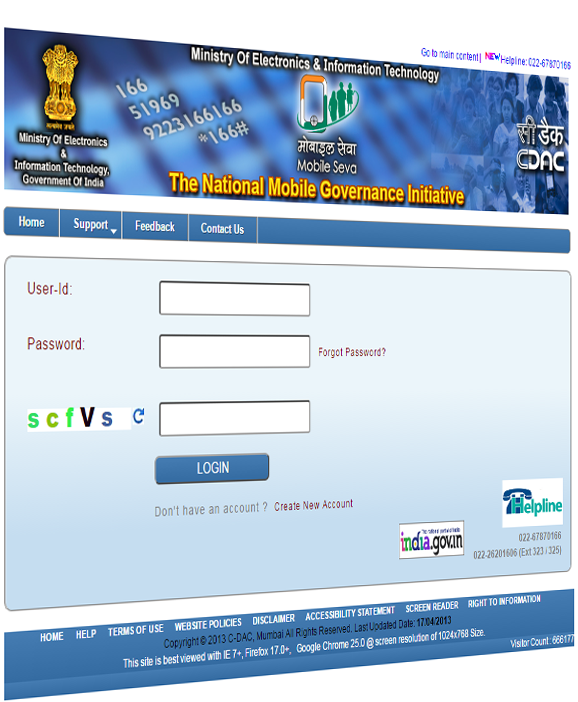 Go to main content | NEW Helpline: 022-67870166
Ministry Of Electronics & Information Technology
166
51969
9223166166
*166#
मोबाइल सेवा
Mobile Seva
सी डैक
CDAC
सत्यमेव जयते
Ministry Of Electronics
&
Information Technology,
Government Of India
The National Mobile Governance Initiative
Home Support Feedback Contact Us
User-Id:
Password:
Forgot Password?
s c f V s
LOGIN
Don't have an account ? Create New Account
Helpline
The national portal of India
india.gov.in
022-67870166
022-26201606 (Ext 323 / 325)
HOME HELP TERMS OF USE WEBSITE POLICIES DISCLAIMER ACCESSIBILITY STATEMENT SCREEN READER RIGHT TO INFORMATION
Copyright © 2013 C-DAC, Mumbai All Rights Reserved. Last Updated Date: 17/04/2013
This site is best viewed with IE 7+, Firefox 17.0+, Google Chrome 25.0 @ screen resolution of 1024x768 Size.
Visitor Count : 666177